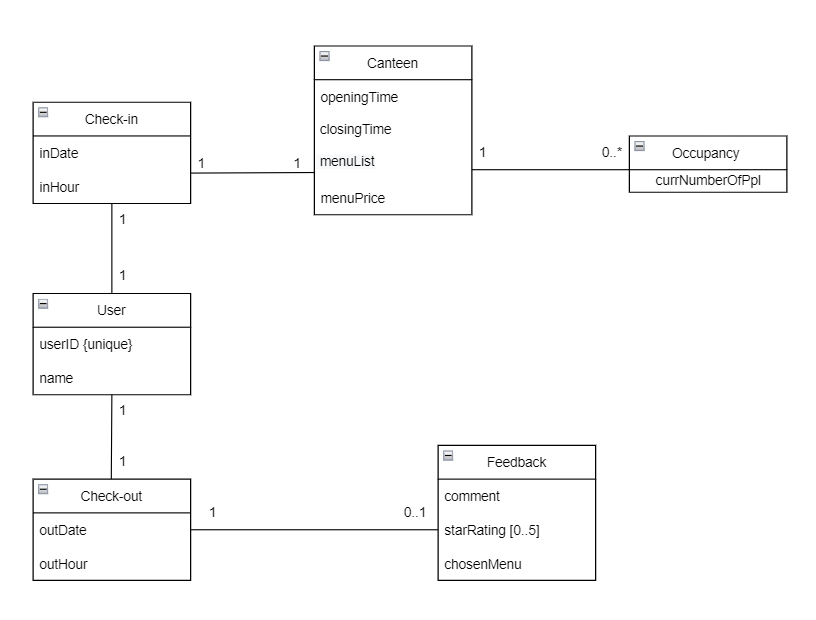 Canteen
openingTime
closingTime
menuList
menuPrice
Check-in
inDate
inHour
1
1
1
0..*
Occupancy
currNumberOfPpl
1
1
User
userID {unique}
name
1
1
Check-out
outDate
outHour
1
0..1
Feedback
comment
starRating [0..5]
chosenMenu